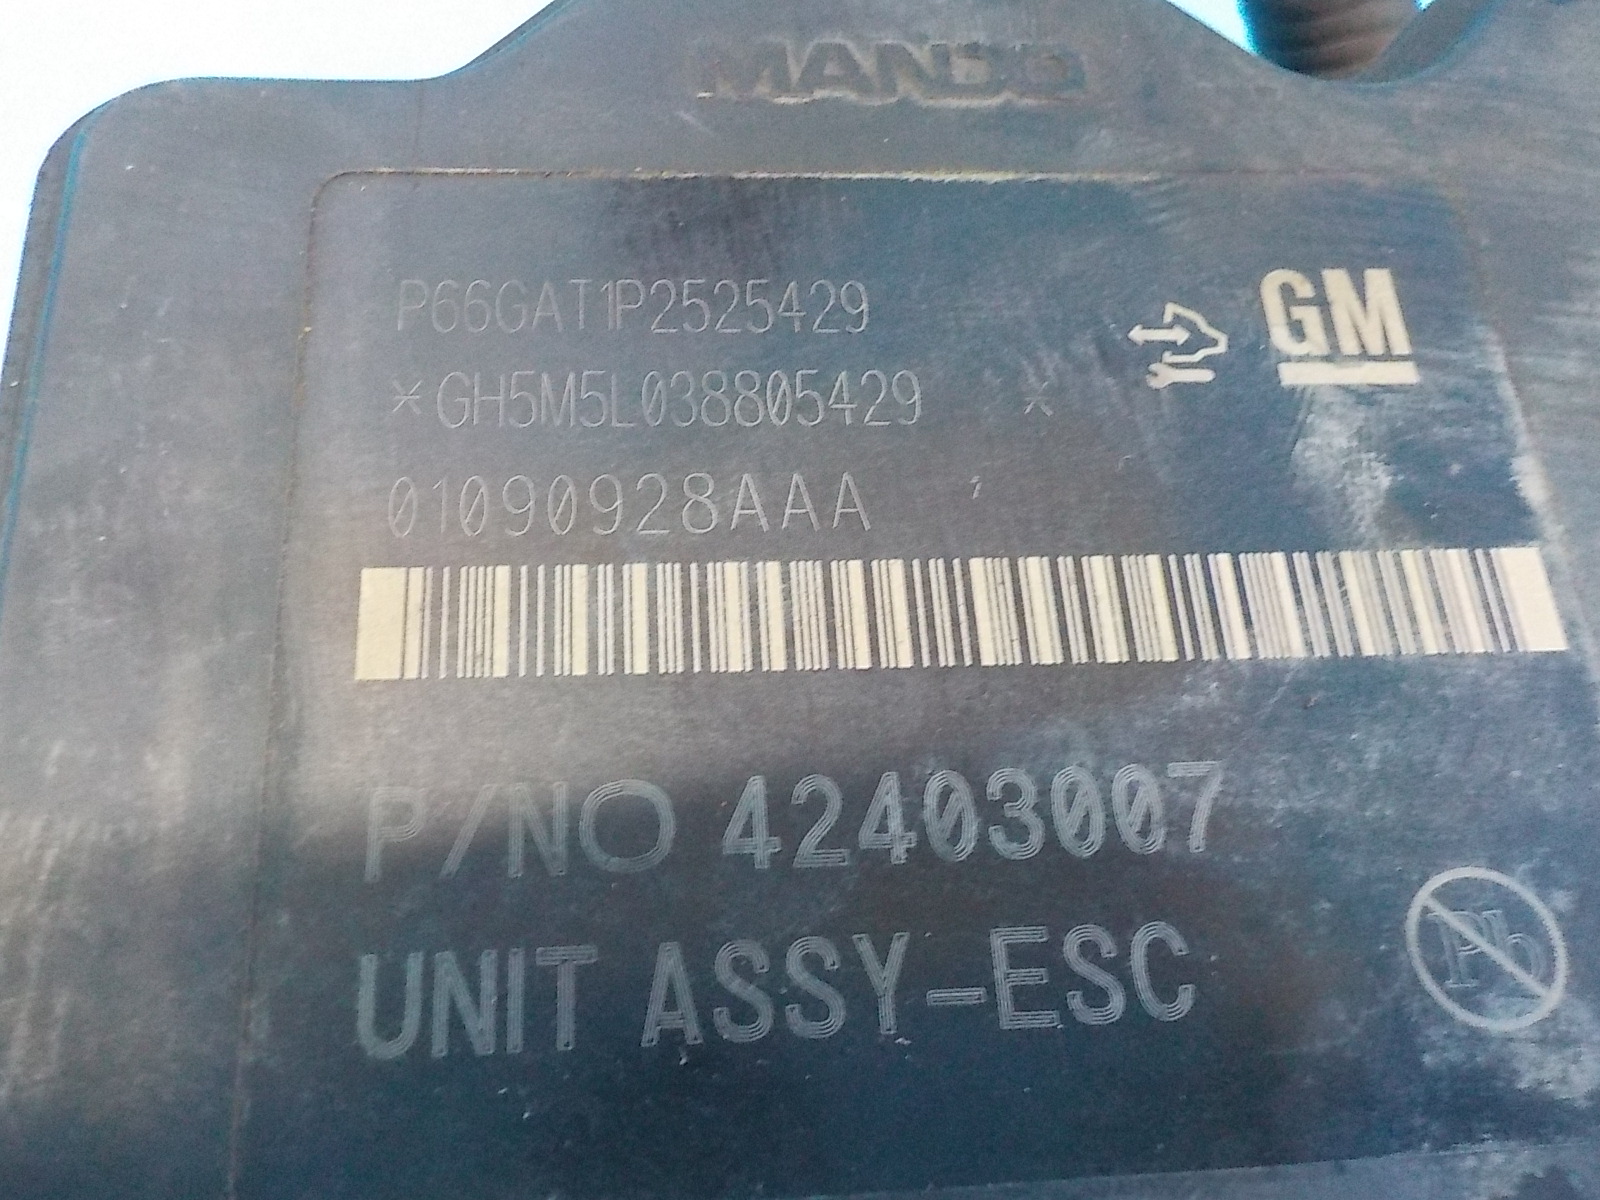 MANDO
P66GAT1P2525429
GM
*GH5M5L038805429 *
01090928AAA
P/NO 42403007
UNIT ASSY-ESC
Pb